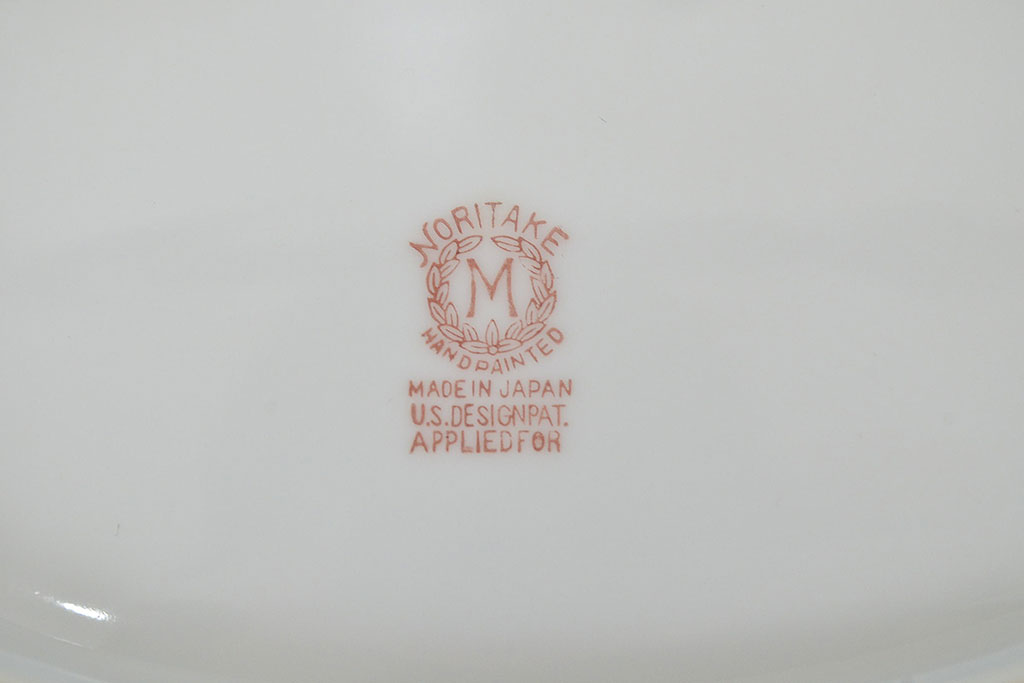 NORITAKE
M
HANDPAINTED
MADE IN JAPAN
U.S.DESIGNPAT.
APPLIEDFOR